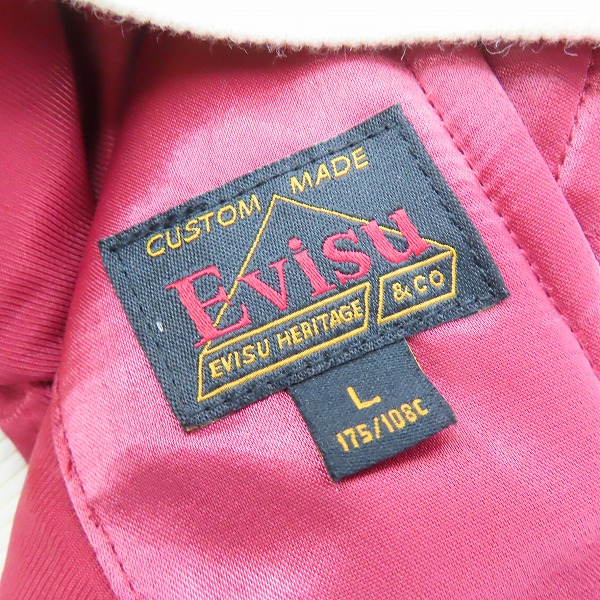 CUSTOM MADE
Evisu
EVISU HERITAGE & CO
L
175/108C